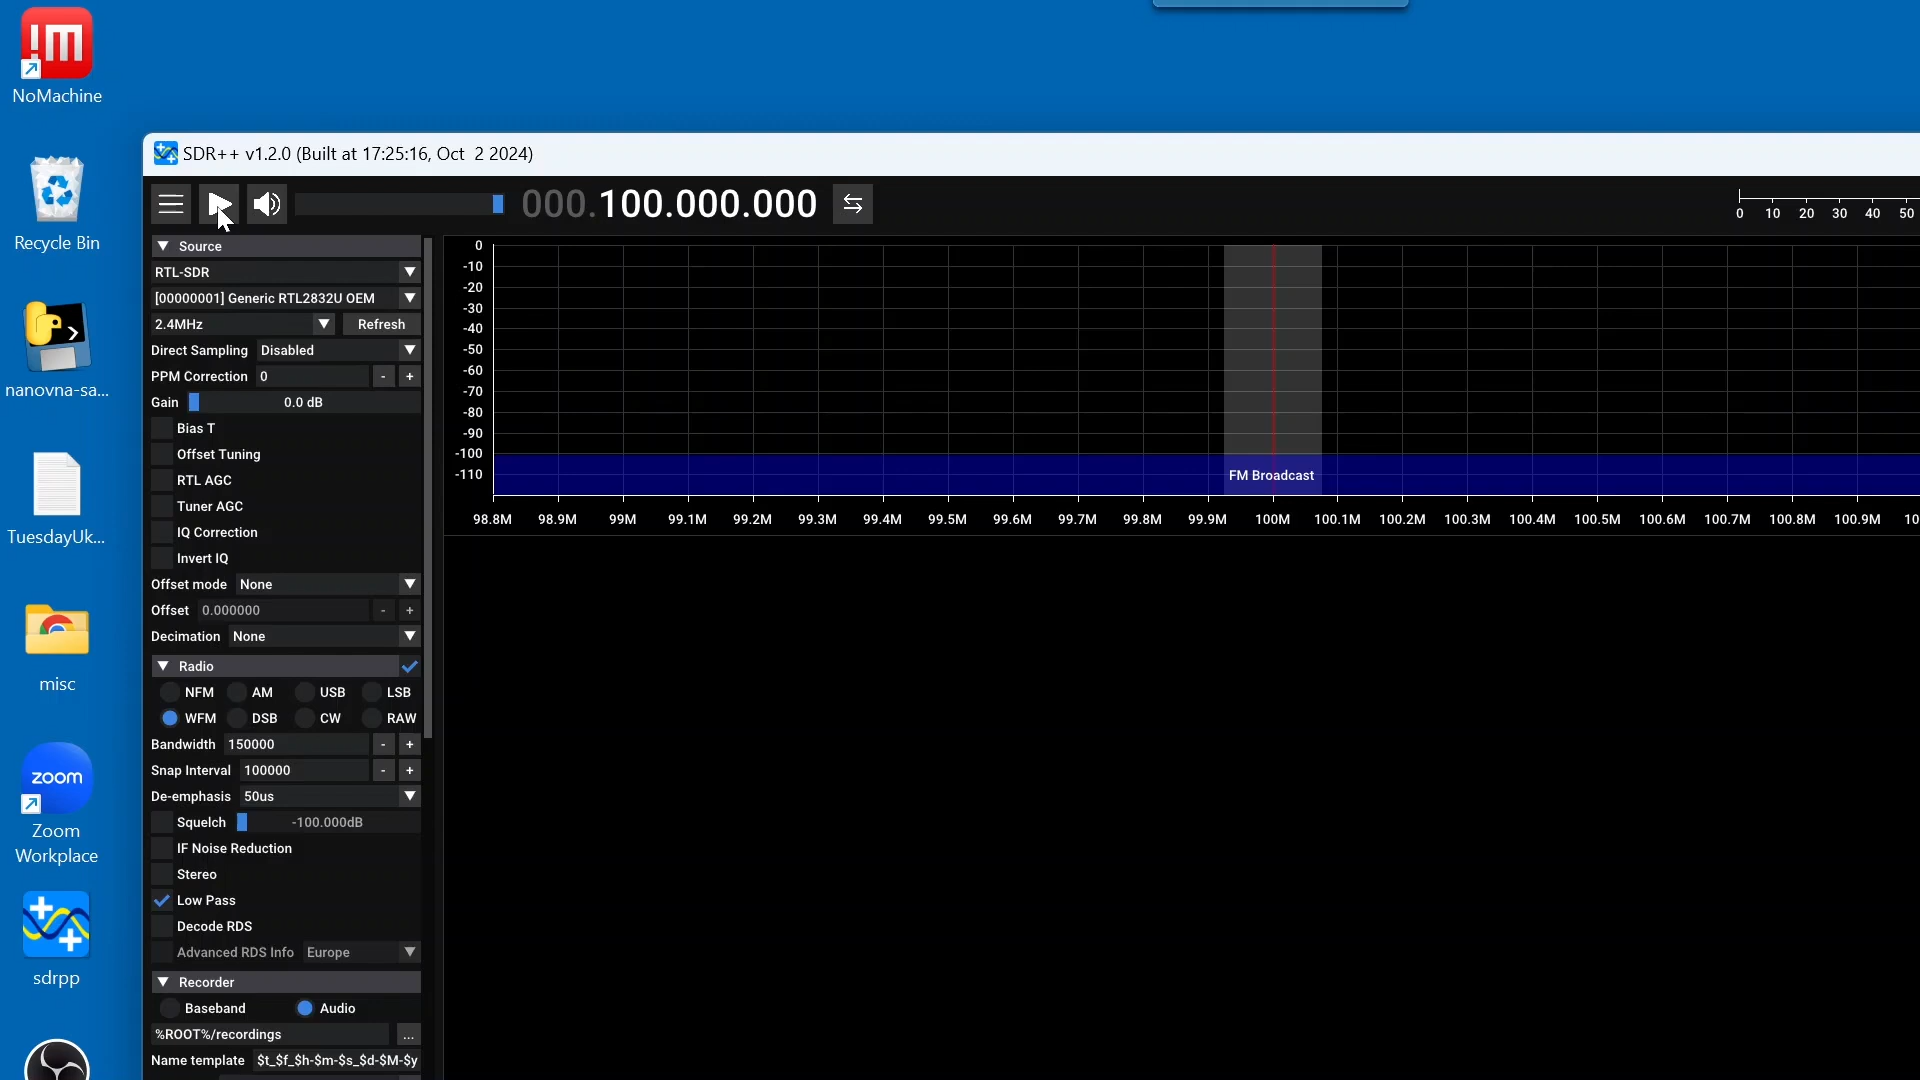 !M
NoMachine
Recycle Bin
nanovna-sa...
TuesdayUk...
misc
zoom
Zoom
Workplace
sdrpp
SDR++ v1.2.0 (Built at 17:25:16, Oct  2 2024)
000.100.000.000
0 10 20 30 40 50
Source
RTL-SDR
[00000001] Generic RTL2832U OEM
2.4MHz Refresh
Direct Sampling Disabled
PPM Correction 0 - +
Gain 0.0 dB
Bias T
Offset Tuning
RTL AGC
Tuner AGC
IQ Correction
Invert IQ
Offset mode None
Offset 0.000000 - +
Decimation None
Radio
NFM AM USB LSB
WFM DSB CW RAW
Bandwidth 150000 - +
Snap Interval 100000 - +
De-emphasis 50us
Squelch -100.000dB
IF Noise Reduction
Stereo
Low Pass
Decode RDS
Advanced RDS Info Europe
Recorder
Baseband Audio
%ROOT%/recordings ...
Name template $t_$f_$h-$m-$s_$d-$M-$y
0
-10
-20
-30
-40
-50
-60
-70
-80
-90
-100
-110
FM Broadcast
98.8M 98.9M 99M 99.1M 99.2M 99.3M 99.4M 99.5M 99.6M 99.7M 99.8M 99.9M 100M 100.1M 100.2M 100.3M 100.4M 100.5M 100.6M 100.7M 100.8M 100.9M 10